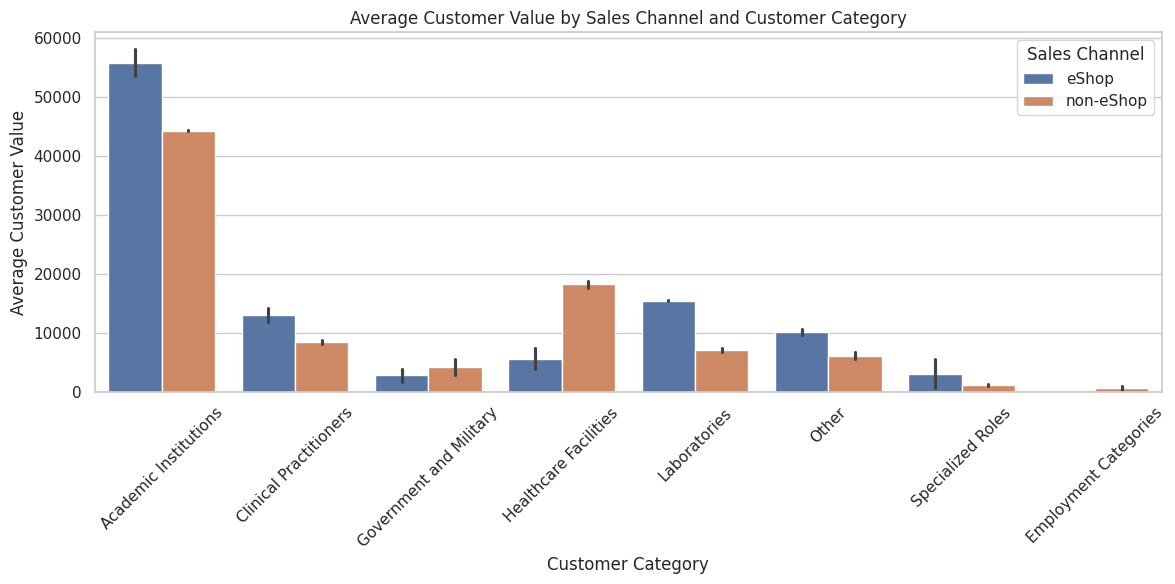 Average Customer Value by Sales Channel and Customer Category
Sales Channel
eShop
non-eShop
Average Customer Value
60000
50000
40000
30000
20000
10000
0
Academic Institutions
Clinical Practitioners
Government and Military
Healthcare Facilities
Laboratories
Other
Specialized Roles
Employment Categories
Customer Category